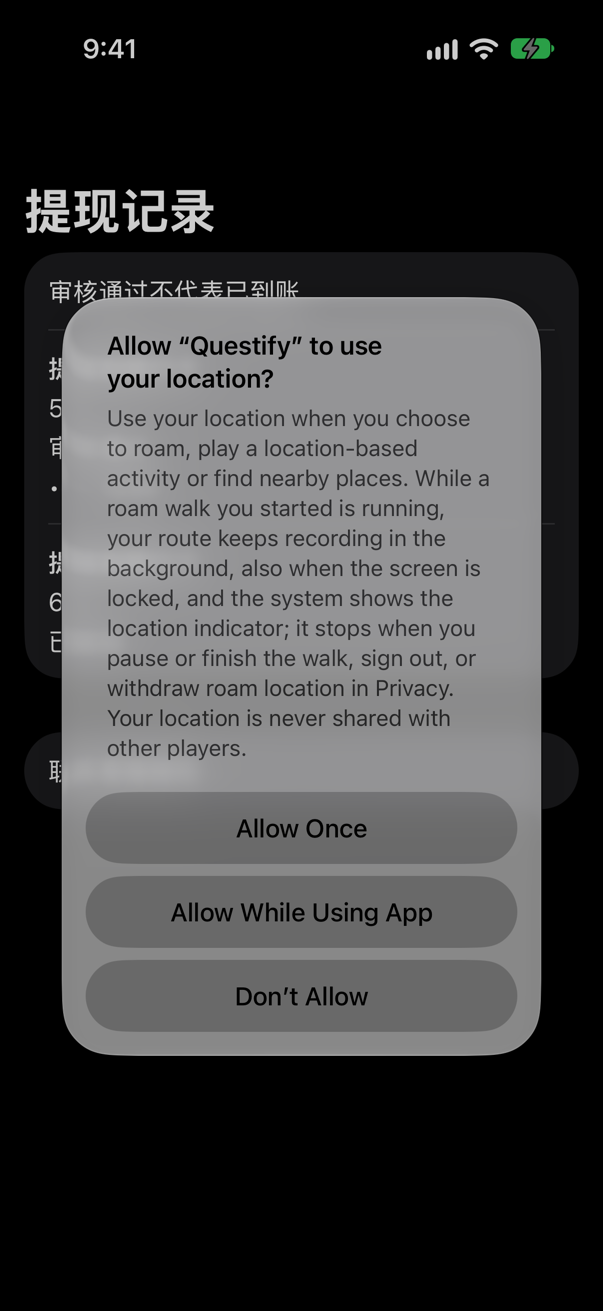 9:41
提现记录
审核通过不代表已到账
Allow “Questify” to use
your location?
Use your location when you choose
to roam, play a location-based
activity or find nearby places. While a
roam walk you started is running,
your route keeps recording in the
background, also when the screen is
locked, and the system shows the
location indicator; it stops when you
pause or finish the walk, sign out, or
withdraw roam location in Privacy.
Your location is never shared with
other players.
Allow Once
Allow While Using App
Don’t Allow